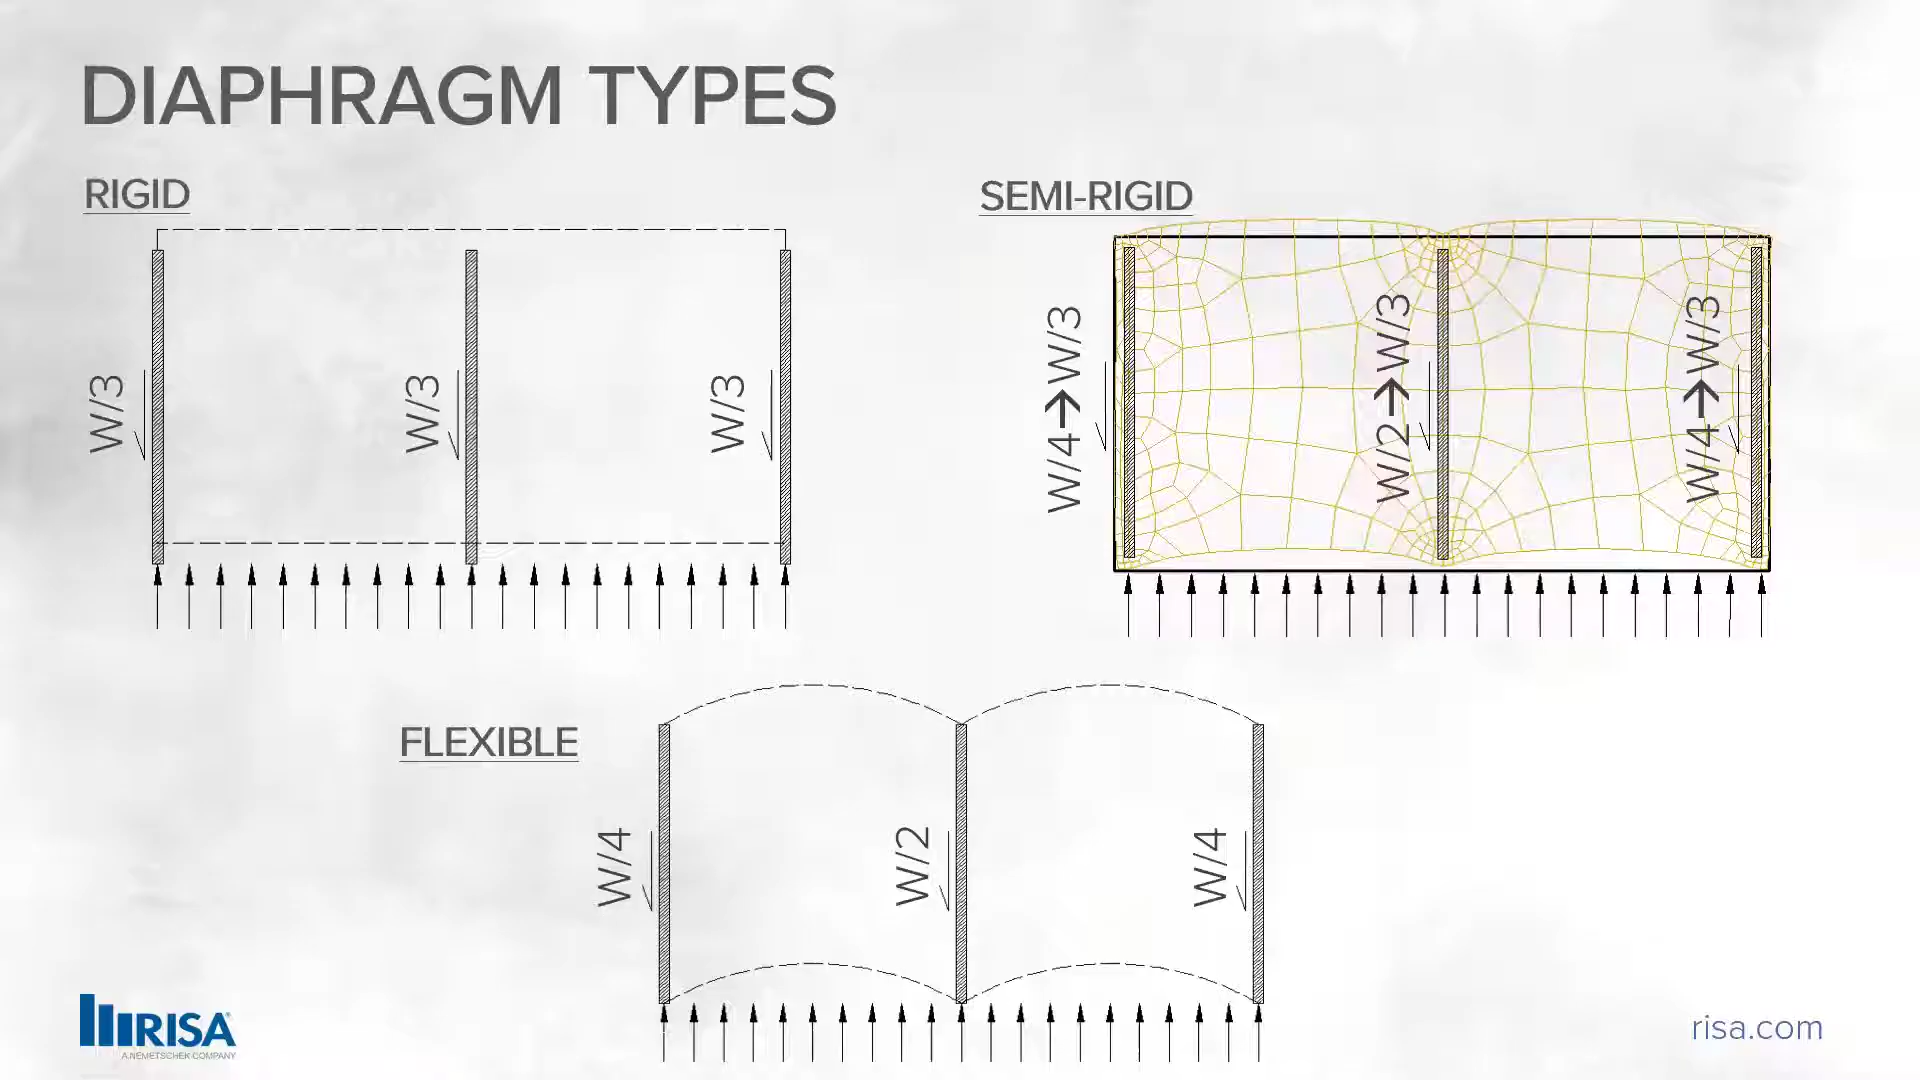 DIAPHRAGM TYPES
RIGID
W/3
W/3
W/3
SEMI-RIGID
W/4→W/3
W/2→W/3
W/4→W/3
FLEXIBLE
W/4
W/2
W/4
RISA
A NEMETSCHEK COMPANY
risa.com